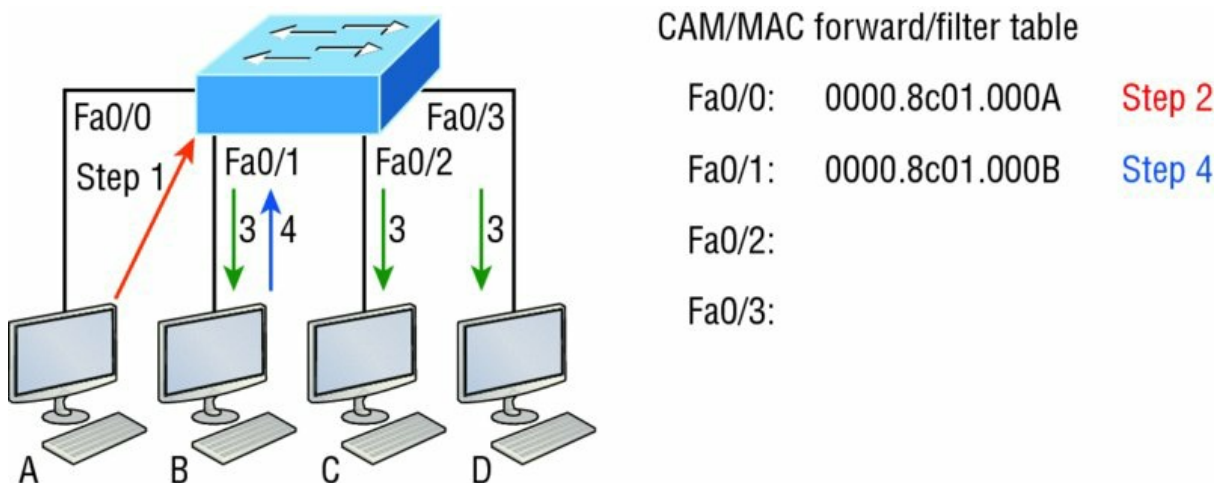 CAM/MAC forward/filter table
Fa0/0: 0000.8c01.000A Step 2
Fa0/1: 0000.8c01.000B Step 4
Fa0/2:
Fa0/3:
Fa0/0
Fa0/3
Step 1
Fa0/1
Fa0/2
3
4
3
3
A
B
C
D